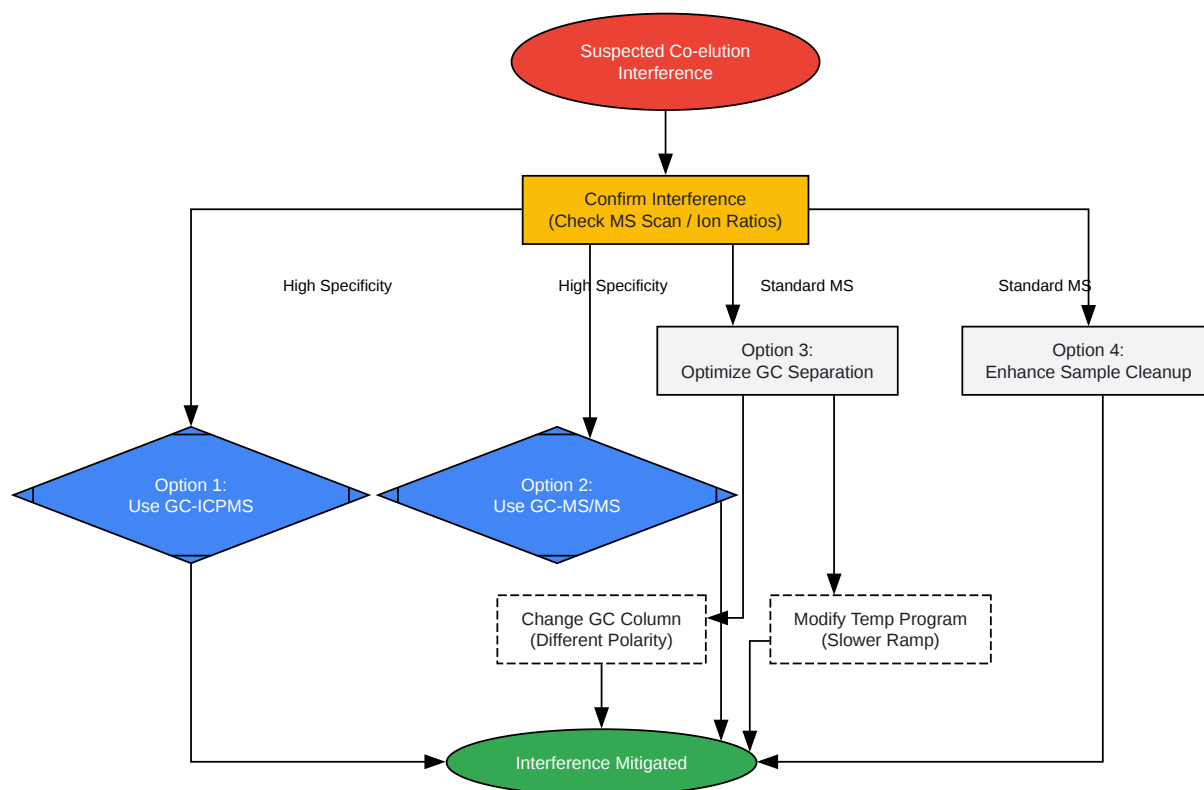 Suspected Co-elution
Interference
Confirm Interference
(Check MS Scan / Ion Ratios)
High Specificity
High Specificity
Standard MS
Standard MS
Option 3:
Optimize GC Separation
Option 4:
Enhance Sample Cleanup
Option 1:
Use GC-ICPMS
Option 2:
Use GC-MS/MS
Change GC Column
(Different Polarity)
Modify Temp Program
(Slower Ramp)
Interference Mitigated